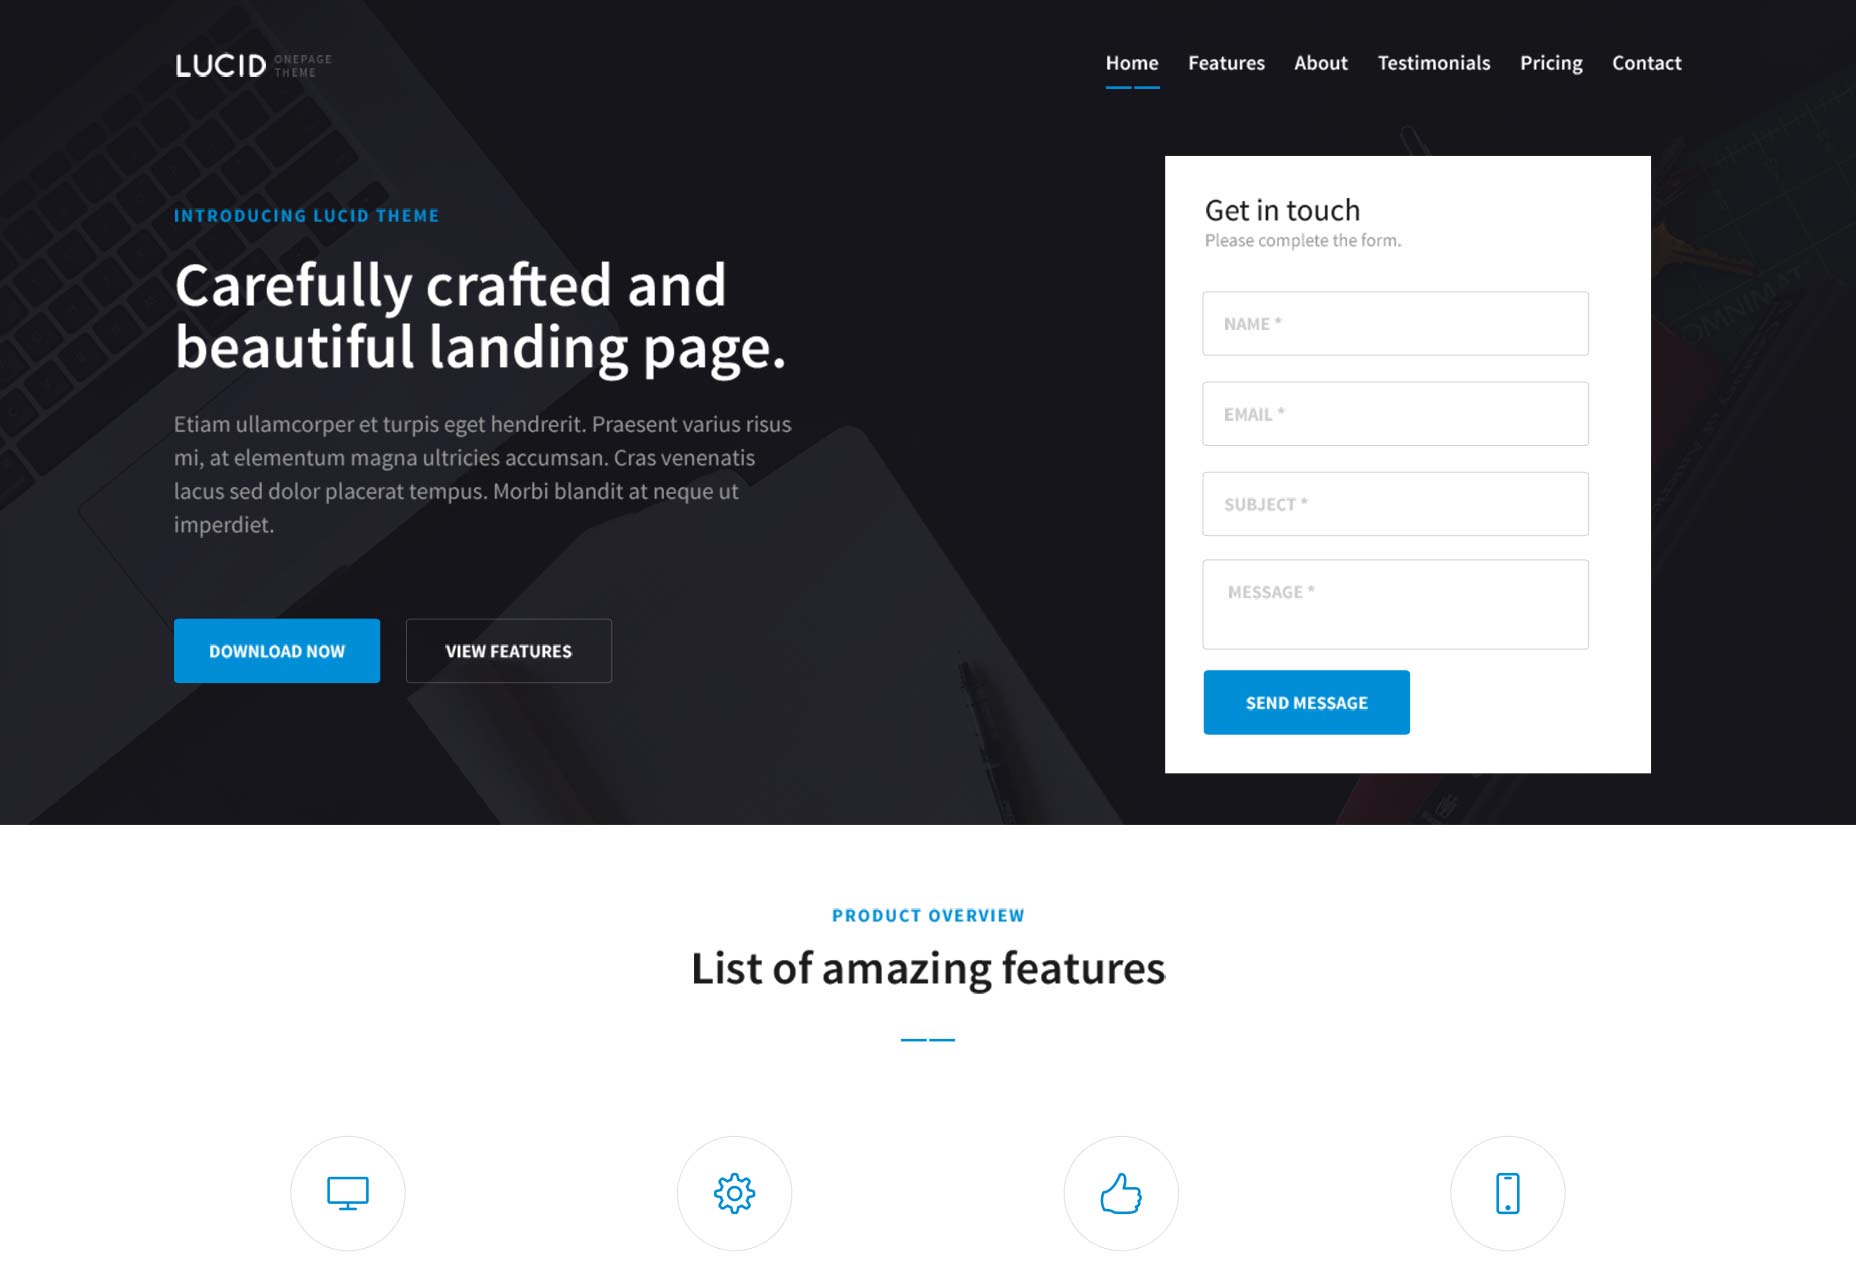 LUCID ONEPAGE
THEME
Home Features About Testimonials Pricing Contact
INTRODUCING LUCID THEME
Carefully crafted and
beautiful landing page.
Etiam ullamcorper et turpis eget hendrerit. Praesent varius risus
mi, at elementum magna ultricies accumsan. Cras venenatis
lacus sed dolor placerat tempus. Morbi blandit at neque ut
imperdiet.
DOWNLOAD NOW
VIEW FEATURES
Get in touch
Please complete the form.
NAME *
EMAIL *
SUBJECT *
MESSAGE *
SEND MESSAGE
OMNIMAT
PRODUCT OVERVIEW
List of amazing features